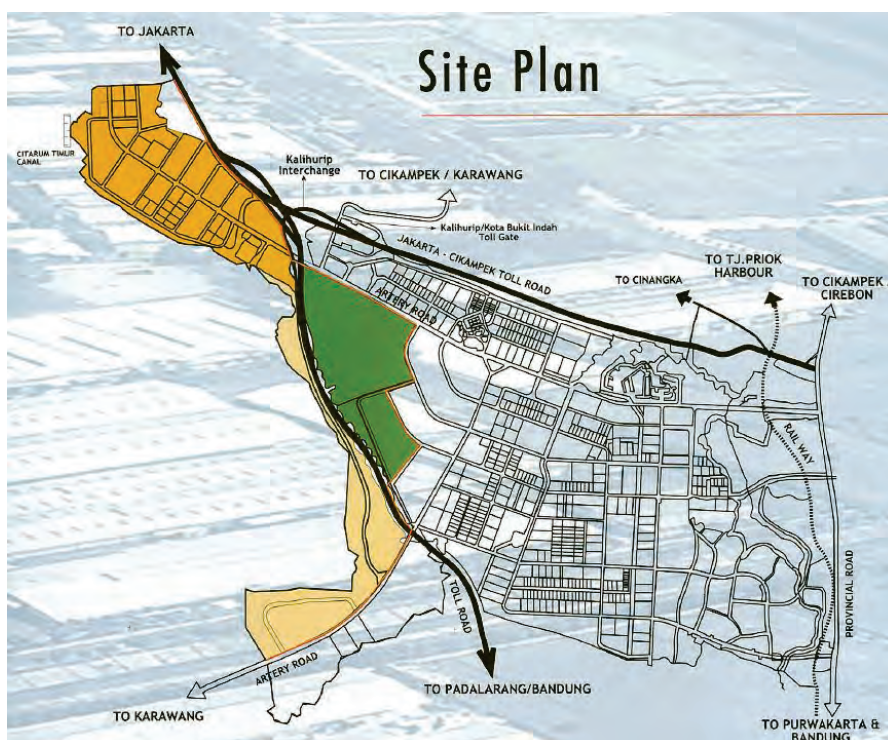 TO JAKARTA
Site Plan
CITARUM TIMUR
CANAL
Kalihurip
Interchange
TO CIKAMPEK / KARAWANG
Kalihurip/Kota Bukit Indah
Toll Gate
JAKARTA - CIKAMPEK TOLL ROAD
TO T.J.PRIOK
HARBOUR
TO CINANGKA
TO CIKAMPEK /
CIREBON
ARTERY ROAD
RAIL WAY
PROVINCIAL ROAD
TOLL ROAD
ARTERY ROAD
TO KARAWANG
TO PADALARANG/BANDUNG
TO PURWAKARTA &
BANDUNG